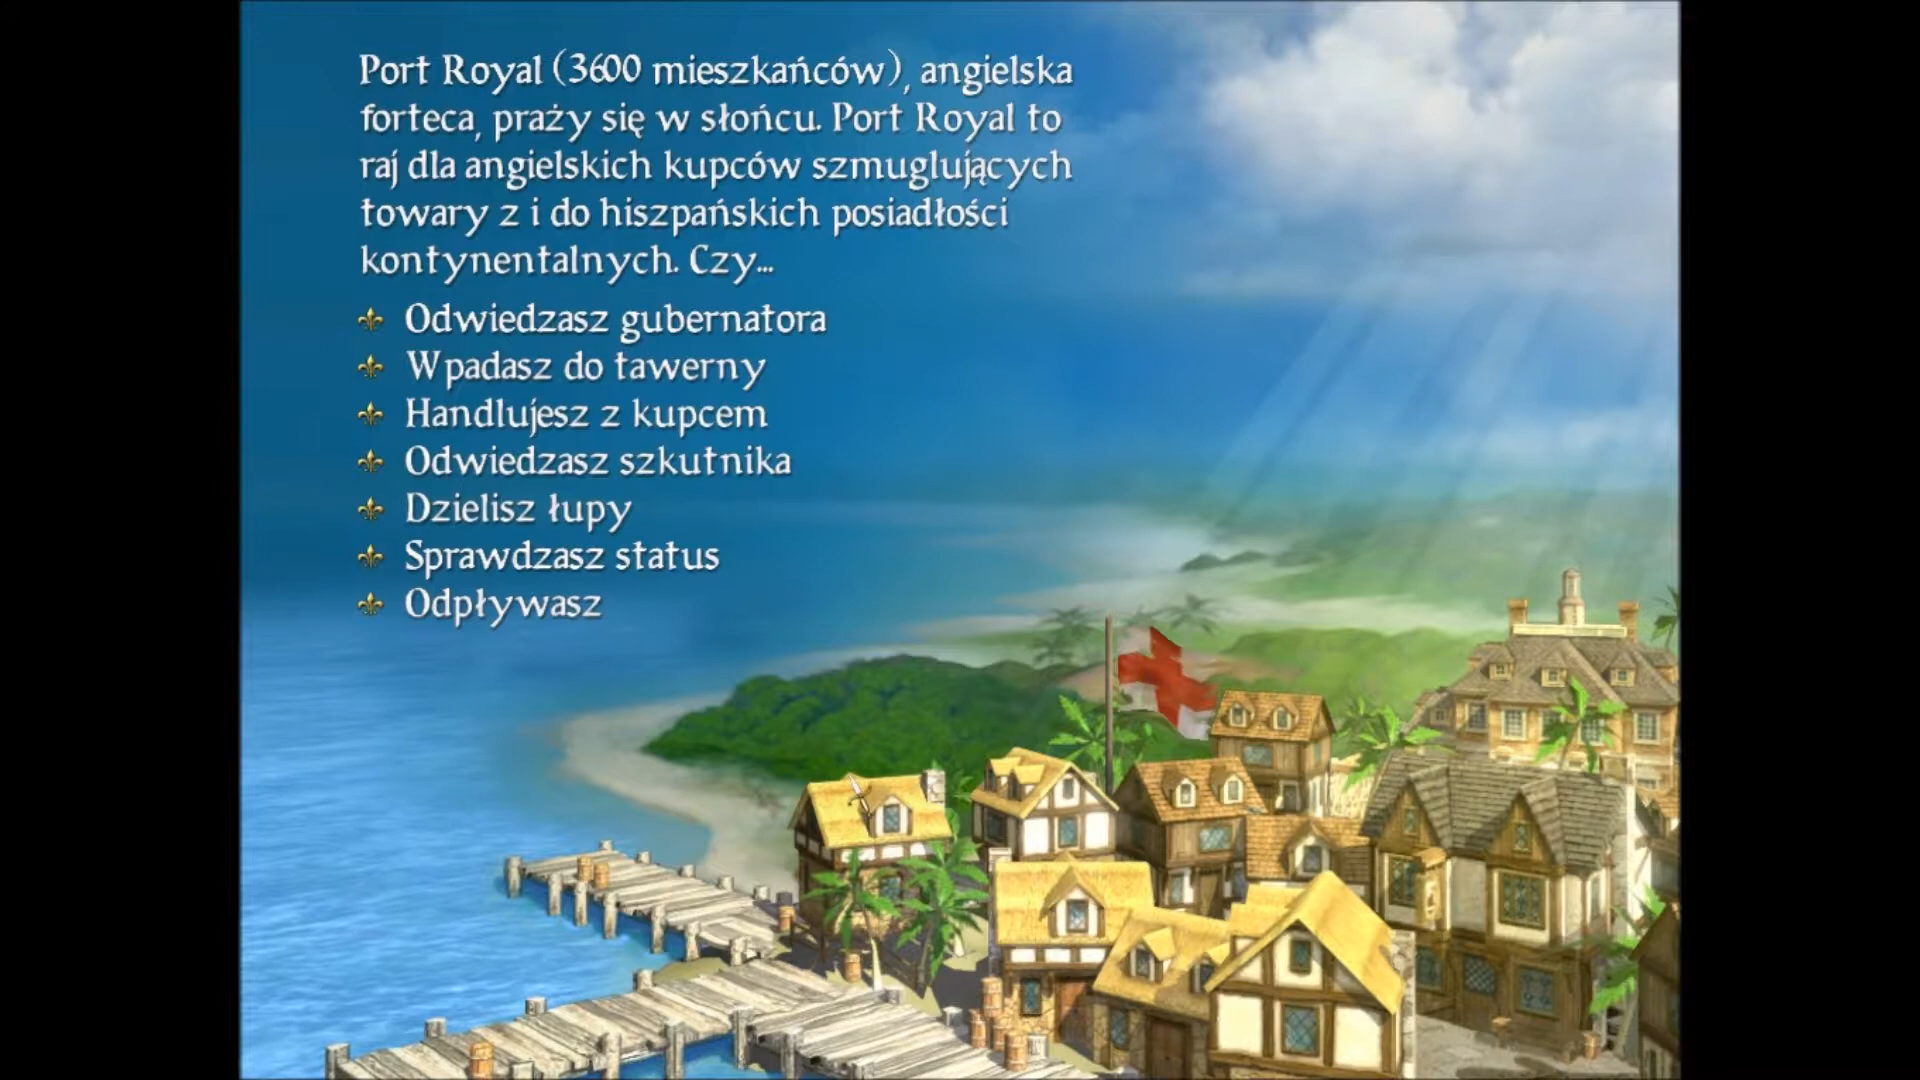 Port Royal (3600 mieszkańców), angielska
forteca, praży się w słońcu. Port Royal to
raj dla angielskich kupców szmuglujących
towary z i do hiszpańskich posiadłości
kontynentalnych. Czy...
Odwiedzasz gubernatora
Wpadasz do tawerny
Handlujesz z kupcem
Odwiedzasz szkutnika
Dzielisz łupy
Sprawdzasz status
Odpływasz